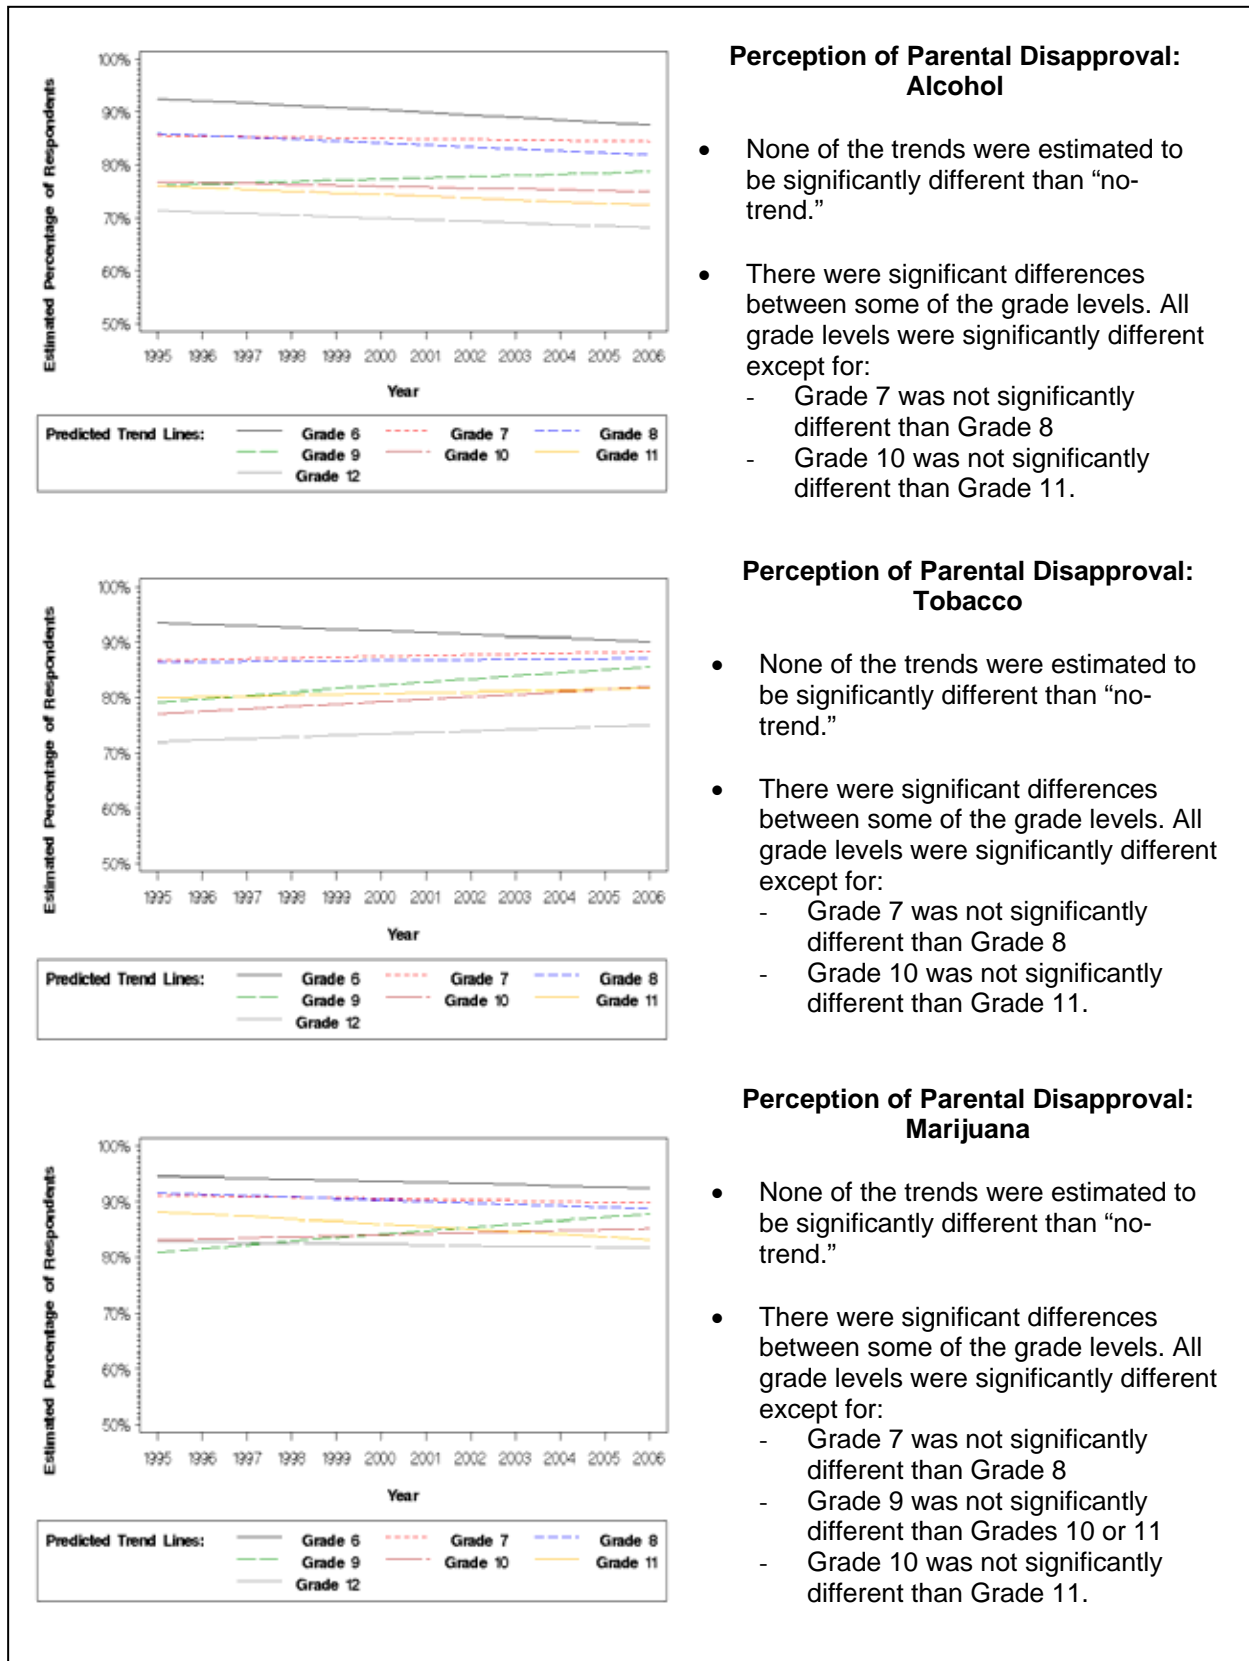 Perception of Parental Disapproval:
Alcohol
100%
90%
80%
70%
60%
50%
Estimated Percentage of Respondents
1995 1996 1997 1998 1999 2000 2001 2002 2003 2004 2005 2006
Year
Predicted Trend Lines: Grade 6 Grade 7 Grade 8
Grade 9 Grade 10 Grade 11
Grade 12
• None of the trends were estimated to
be significantly different than “no-
trend.”
• There were significant differences
between some of the grade levels. All
grade levels were significantly different
except for:
- Grade 7 was not significantly
different than Grade 8
- Grade 10 was not significantly
different than Grade 11.
Perception of Parental Disapproval:
Tobacco
100%
90%
80%
70%
60%
50%
Estimated Percentage of Respondents
1995 1996 1997 1998 1999 2000 2001 2002 2003 2004 2005 2006
Year
Predicted Trend Lines: Grade 6 Grade 7 Grade 8
Grade 9 Grade 10 Grade 11
Grade 12
• None of the trends were estimated to
be significantly different than “no-
trend.”
• There were significant differences
between some of the grade levels. All
grade levels were significantly different
except for:
- Grade 7 was not significantly
different than Grade 8
- Grade 10 was not significantly
different than Grade 11.
Perception of Parental Disapproval:
Marijuana
100%
90%
80%
70%
60%
50%
Estimated Percentage of Respondents
1995 1996 1997 1998 1999 2000 2001 2002 2003 2004 2005 2006
Year
Predicted Trend Lines: Grade 6 Grade 7 Grade 8
Grade 9 Grade 10 Grade 11
Grade 12
• None of the trends were estimated to
be significantly different than “no-
trend.”
• There were significant differences
between some of the grade levels. All
grade levels were significantly different
except for:
- Grade 7 was not significantly
different than Grade 8
- Grade 9 was not significantly
different than Grades 10 or 11
- Grade 10 was not significantly
different than Grade 11.